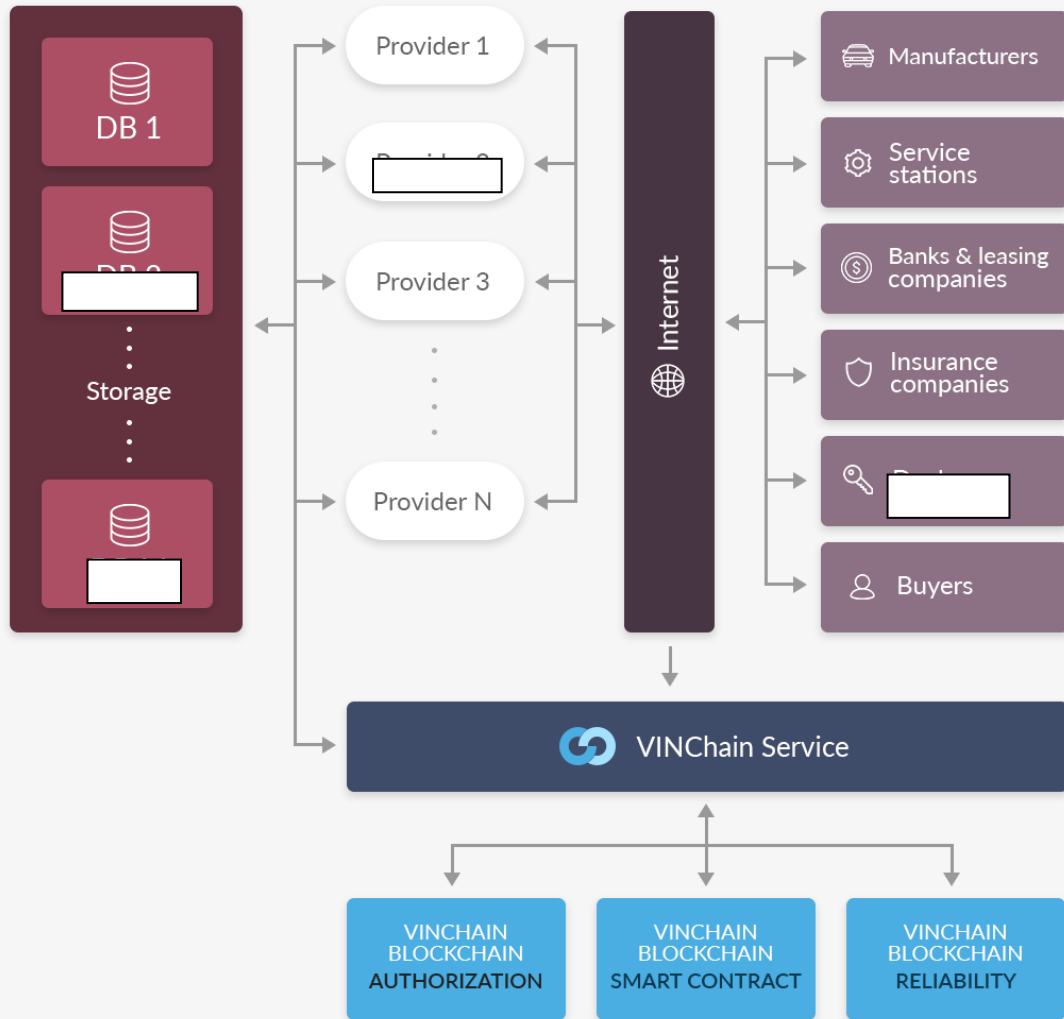 DB 1
Storage
Provider 1
Provider 3
Provider N
Internet
Manufacturers
Service
stations
Banks & leasing
companies
Insurance
companies
Buyers
VINChain Service
VINCHAIN
BLOCKCHAIN
AUTHORIZATION
VINCHAIN
BLOCKCHAIN
SMART CONTRACT
VINCHAIN
BLOCKCHAIN
RELIABILITY